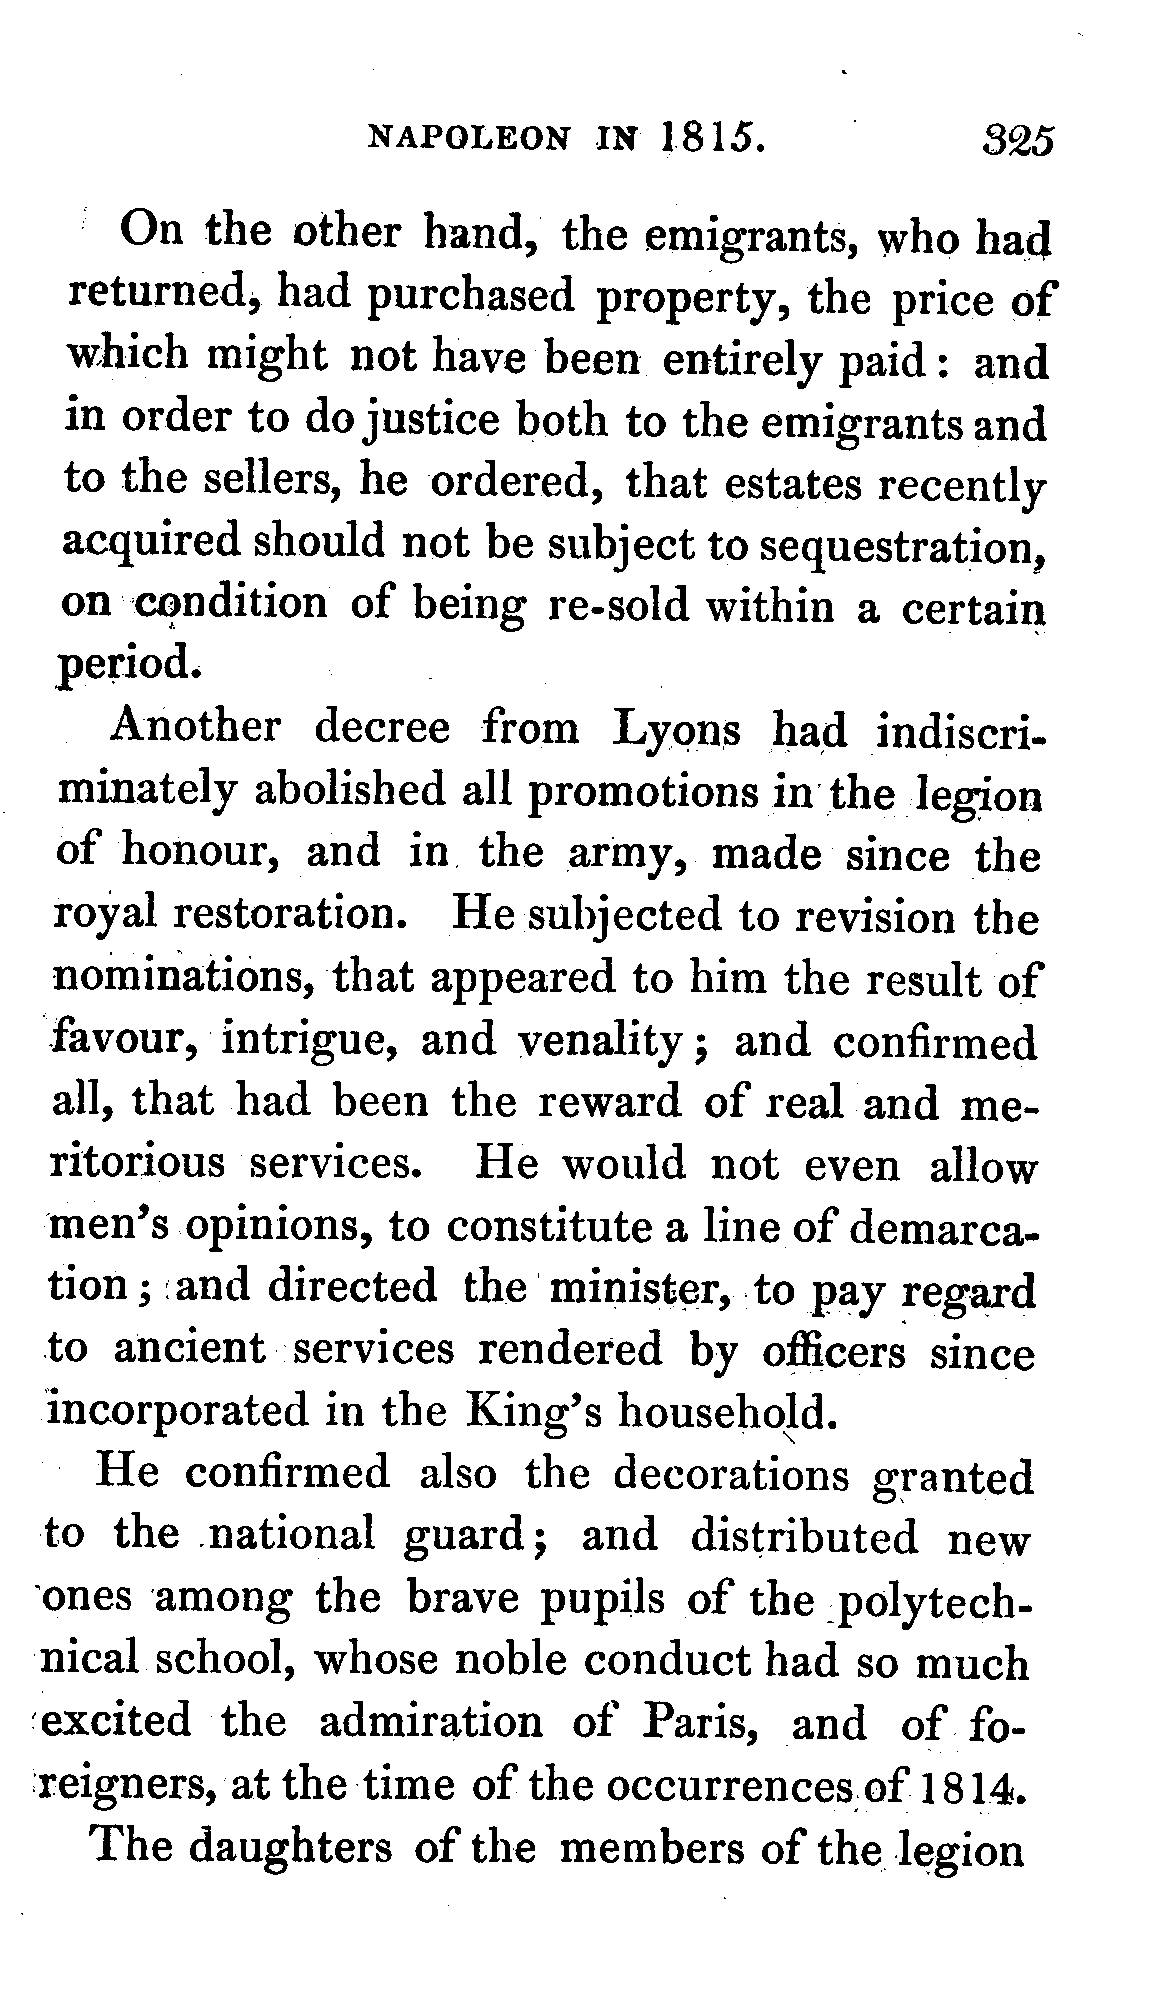 NAPOLEON IN 1815. 325
On the other hand, the emigrants, who had
returned, had purchased property, the price of
which might not have been entirely paid: and
in order to do justice both to the emigrants and
to the sellers, he ordered, that estates recently
acquired should not be subject to sequestration,
on condition of being re-sold within a certain
period.
Another decree from Lyons had indiscri-
minately abolished all promotions in the legion
of honour, and in the army, made since the
royal restoration. He subjected to revision the
nominations, that appeared to him the result of
favour, intrigue, and venality; and confirmed
all, that had been the reward of real and me-
ritorious services. He would not even allow
men's opinions, to constitute a line of demarca-
tion; and directed the minister, to pay regard
to ancient services rendered by officers since
incorporated in the King's household.
He confirmed also the decorations granted
to the national guard; and distributed new
ones among the brave pupils of the polytech-
nical school, whose noble conduct had so much
excited the admiration of Paris, and of fo-
reigners, at the time of the occurrences of 1814.
The daughters of the members of the legion